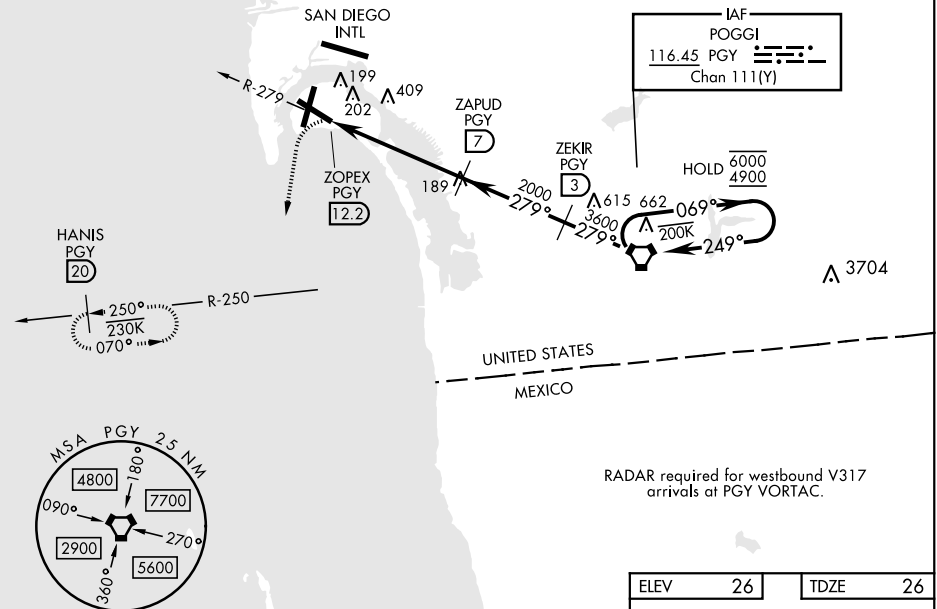 SAN DIEGO
INTL
IAF
POGGI
116.45 PGY
Chan 111(Y)
R-279
199
202
409
ZAPUD
PGY
7
ZEKIR
PGY
3
HOLD 6000
4900
ZOPEX
PGY
12.2
189
2000
279°
3600
279°
615
662
200K
069°
249°
3704
HANIS
PGY
20
R-250
250°
230K
070°
UNITED STATES
MEXICO
MSA PGY 25 NM
180°
4800
7700
090°
270°
2900
5600
360°
RADAR required for westbound V317
arrivals at PGY VORTAC.
ELEV 26
TDZE 26